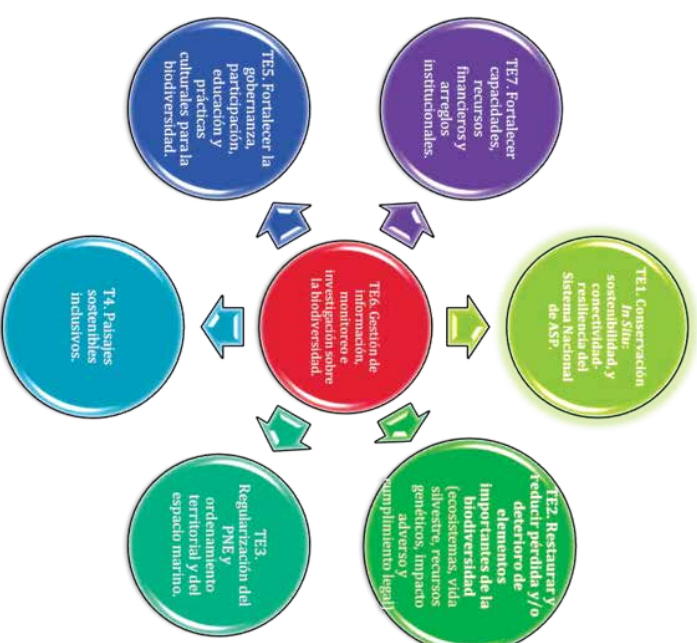 TE1. Conservación
In Situ:
sostenibilidad, y
conectividad-
resiliencia del
Sistema Nacional
de ASP.
TE2. Restaurar y
reducir pérdida y/o
deterioro de
elementos
importantes de la
biodiversidad
(ecosistemas, vida
silvestre, recursos
genéticos, impacto
adverso y
cumplimiento legal)
TE3.
Regularización del
PNE y
ordenamiento
territorial y del
espacio marino.
T4. Paisajes
sostenibles
inclusivos.
TE5. Fortalecer la
gobernanza,
participación,
educación y
prácticas
culturales para la
biodiversidad.
TE7. Fortalecer
capacidades,
recursos
financieros y
arreglos
institucionales.
TE6. Gestión de
información,
monitoreo e
investigación sobre
la biodiversidad.